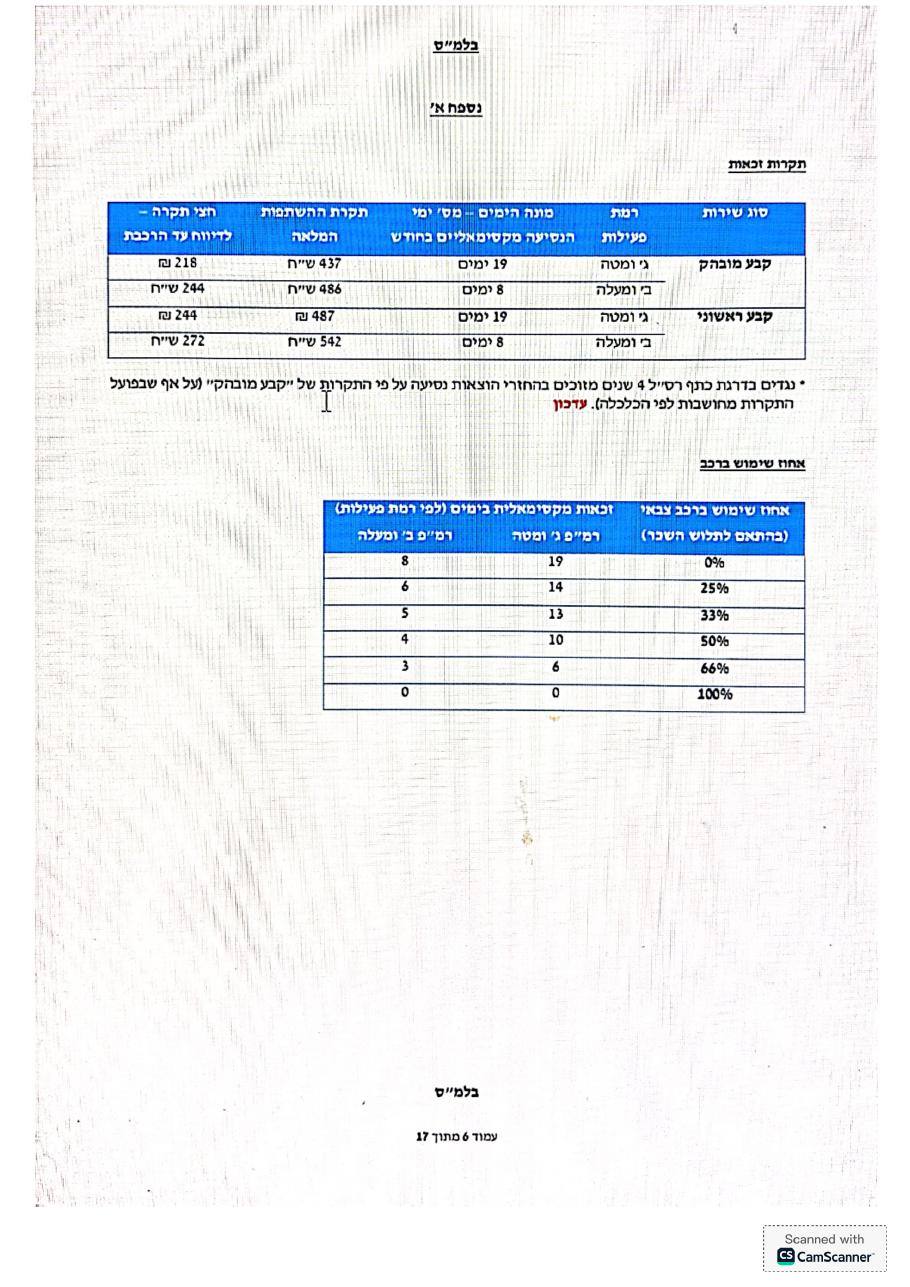 בלמ״ס
נספח א׳
תקרות זכאות
סוג שירות רמת פעילות מונה הימים – מס׳ ימי הנסיעה מקסימאליים בחודש תקרת ההשתתפות המלאה חצי תקרה – לדיווח עד הרכבת
קבע מובהק ג׳ ומטה 19 ימים 437 ש״ח 218 ₪
ב׳ ומעלה 8 ימים 486 ש״ח 244 ש״ח
קבע ראשוני ג׳ ומטה 19 ימים 487 ₪ 244 ₪
ב׳ ומעלה 8 ימים 542 ש״ח 272 ש״ח
* נגדים בדרגת כתף רס״ל 4 שנים מזוכים בהחזרי הוצאות נסיעה על פי התקרות של ״קבע מובהק״ (על אף שבפועל
התקרות מחושבות לפי הכלכלה). עדכון
אחוז שימוש ברכב
אחוז שימוש ברכב צבאי זכאות מקסימאלית בימים (לפי רמת פעילות)
(בהתאם לתלוש השכר) רמ״פ ג׳ ומטה רמ״פ ב׳ ומעלה
0% 19 8
25% 14 6
33% 13 5
50% 10 4
66% 6 3
100% 0 0
בלמ״ס
עמוד 6 מתוך 17
Scanned with
CS CamScanner